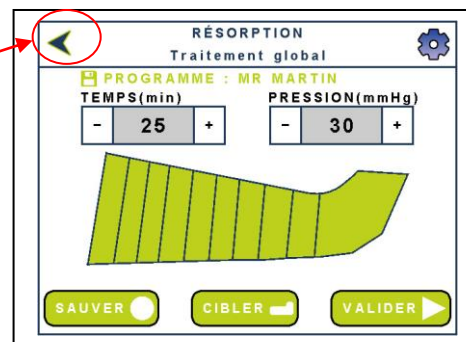 RÉSORPTION
Traitement global
PROGRAMME : MR MARTIN
TEMPS(min) PRESSION(mmHg)
- 25 + - 30 +
SAUVER CIBLER VALIDER